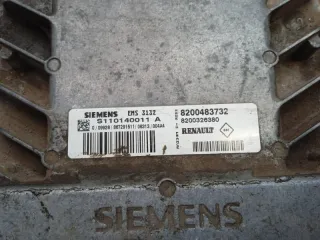 SIEMENS EMS 3132 8200483732
S110140011 A 8200326380
RENAULT
SIEMENS